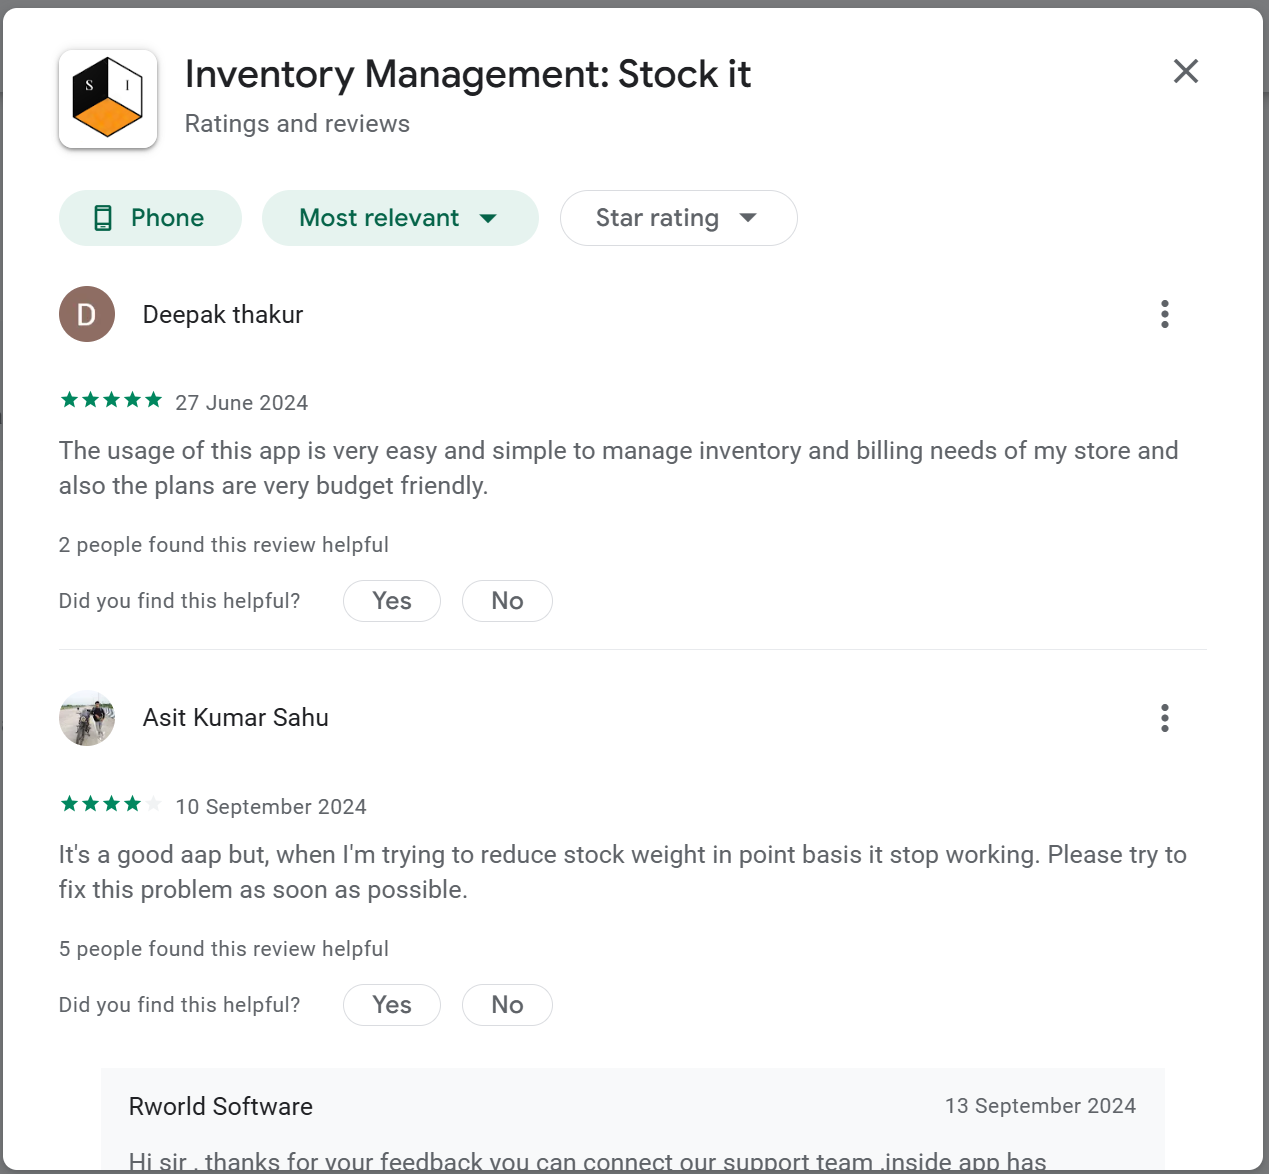 S I
Inventory Management: Stock it
Ratings and reviews
Phone
Most relevant
Star rating
D
Deepak thakur
27 June 2024
The usage of this app is very easy and simple to manage inventory and billing needs of my store and
also the plans are very budget friendly.
2 people found this review helpful
Did you find this helpful?
Yes
No
Asit Kumar Sahu
10 September 2024
It's a good aap but, when I'm trying to reduce stock weight in point basis it stop working. Please try to
fix this problem as soon as possible.
5 people found this review helpful
Did you find this helpful?
Yes
No
Rworld Software
13 September 2024
Hi sir , thanks for your feedback you can connect our support team ,inside app has